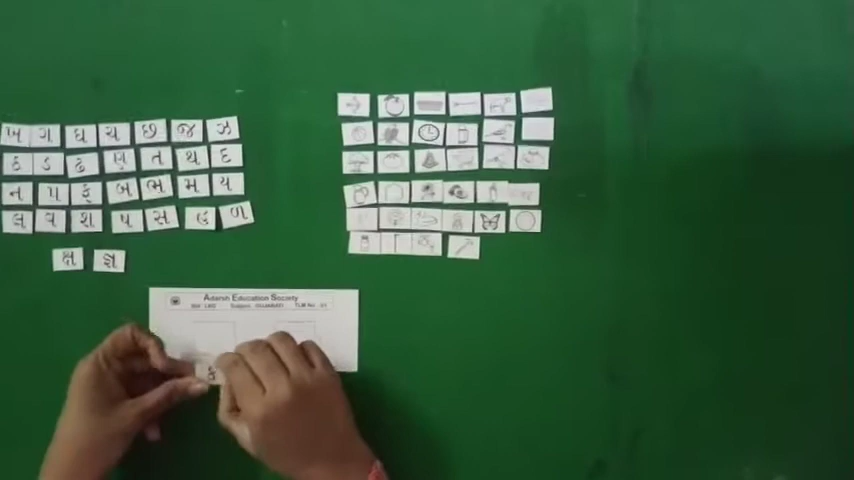 ખ ગ ઘ ચ છ જ ઝ
ઠ ડ ઢ ણ ત થ દ
ન પ ફ બ ભ મ ય
લ વ શ ષ સ હ ળ
ક્ષ જ્ઞ
Adarsh Education Society